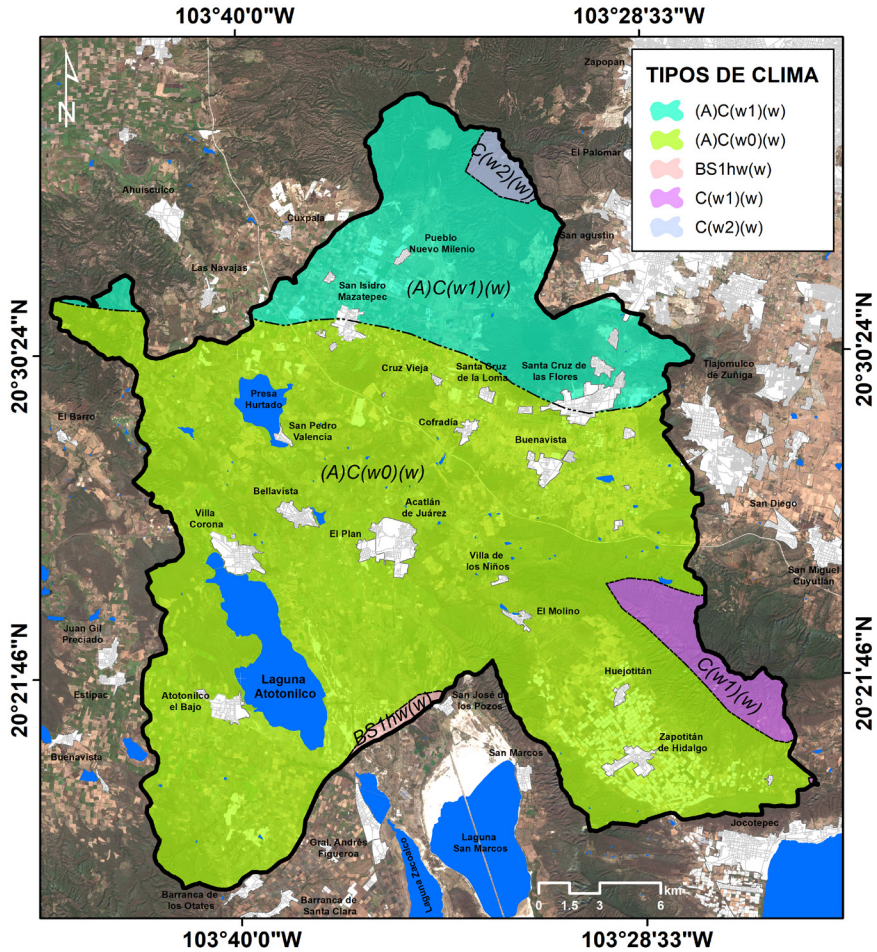 103°40'0"W
103°28'33"W
N
Zapopan
TIPOS DE CLIMA
(A)C(w1)(w)
(A)C(w0)(w)
BS1hw(w)
C(w1)(w)
C(w2)(w)
C(w2)(w)
El Palomar
Ahuisculco
Cuxpala
San agustin
Pueblo
Nuevo Milenio
Las Navajas
San Isidro
Mazatepec
(A)C(w1)(w)
20°30'24"N
20°30'24"N
Cruz Vieja
Santa Cruz
de la Loma
Santa Cruz de
las Flores
Tlajomulco
de Zuñiga
Presa
Hurtado
El Barro
San Pedro
Valencia
Cofradía
Buenavista
(A)C(w0)(w)
Bellavista
Villa
Corona
Acatlán
de Juárez
El Plan
San Diego
Villa de
los Niños
San Miguel
Cuyutlán
El Molino
Juan Gil
Preciado
20°21'46"N
20°21'46"N
Huejotitán
C(w1)(w)
Laguna
Atotonilco
Estipac
Atotonilco
el Bajo
BS1hw(w)
San José d
los Pozos
Zapotitán
de Hidalgo
Buenavista
San Marcos
Jocotepec
Gral. Andrés
Figueroa
Laguna Zacoalco
Laguna
San Marcos
Barranca de
los Otates
Barranca de
Santa Clara
km
0 1.5 3 6
103°40'0"W
103°28'33"W